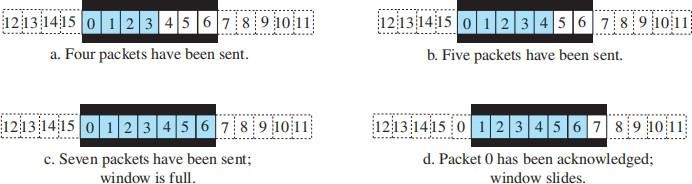 12 13 14 15 0 1 2 3 4 5 6 7 8 9 10 11
a. Four packets have been sent.
12 13 14 15 0 1 2 3 4 5 6 7 8 9 10 11
b. Five packets have been sent.
12 13 14 15 0 1 2 3 4 5 6 7 8 9 10 11
c. Seven packets have been sent;
window is full.
12 13 14 15 0 1 2 3 4 5 6 7 8 9 10 11
d. Packet 0 has been acknowledged;
window slides.